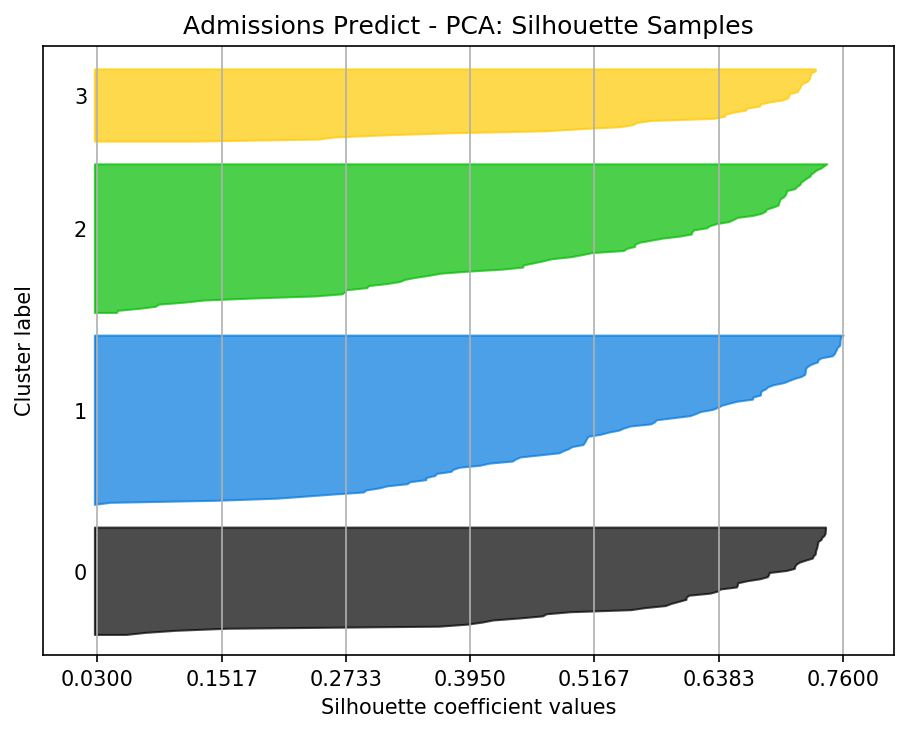 Admissions Predict - PCA: Silhouette Samples
3
2
1
0
Cluster label
0.0300 0.1517 0.2733 0.3950 0.5167 0.6383 0.7600
Silhouette coefficient values